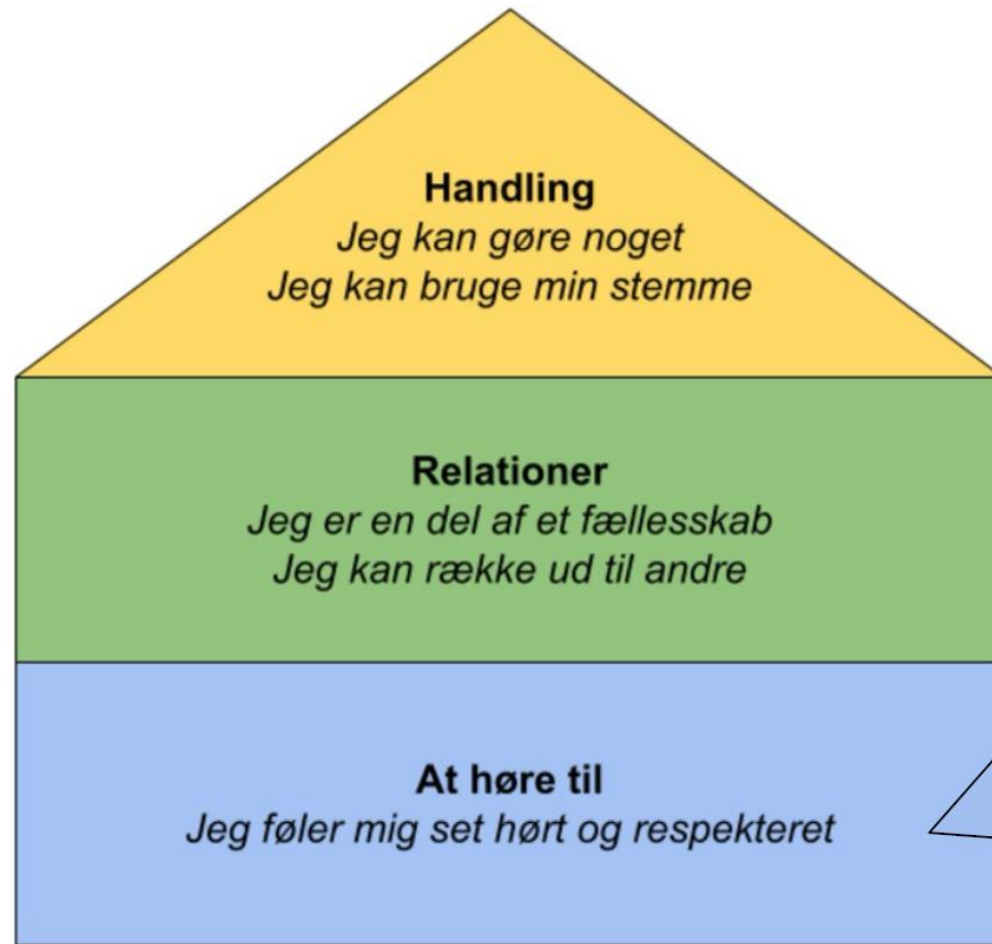 Handling
Jeg kan gøre noget
Jeg kan bruge min stemme
Relationer
Jeg er en del af et fællesskab
Jeg kan række ud til andre
At høre til
Jeg føler mig set hørt og respekteret